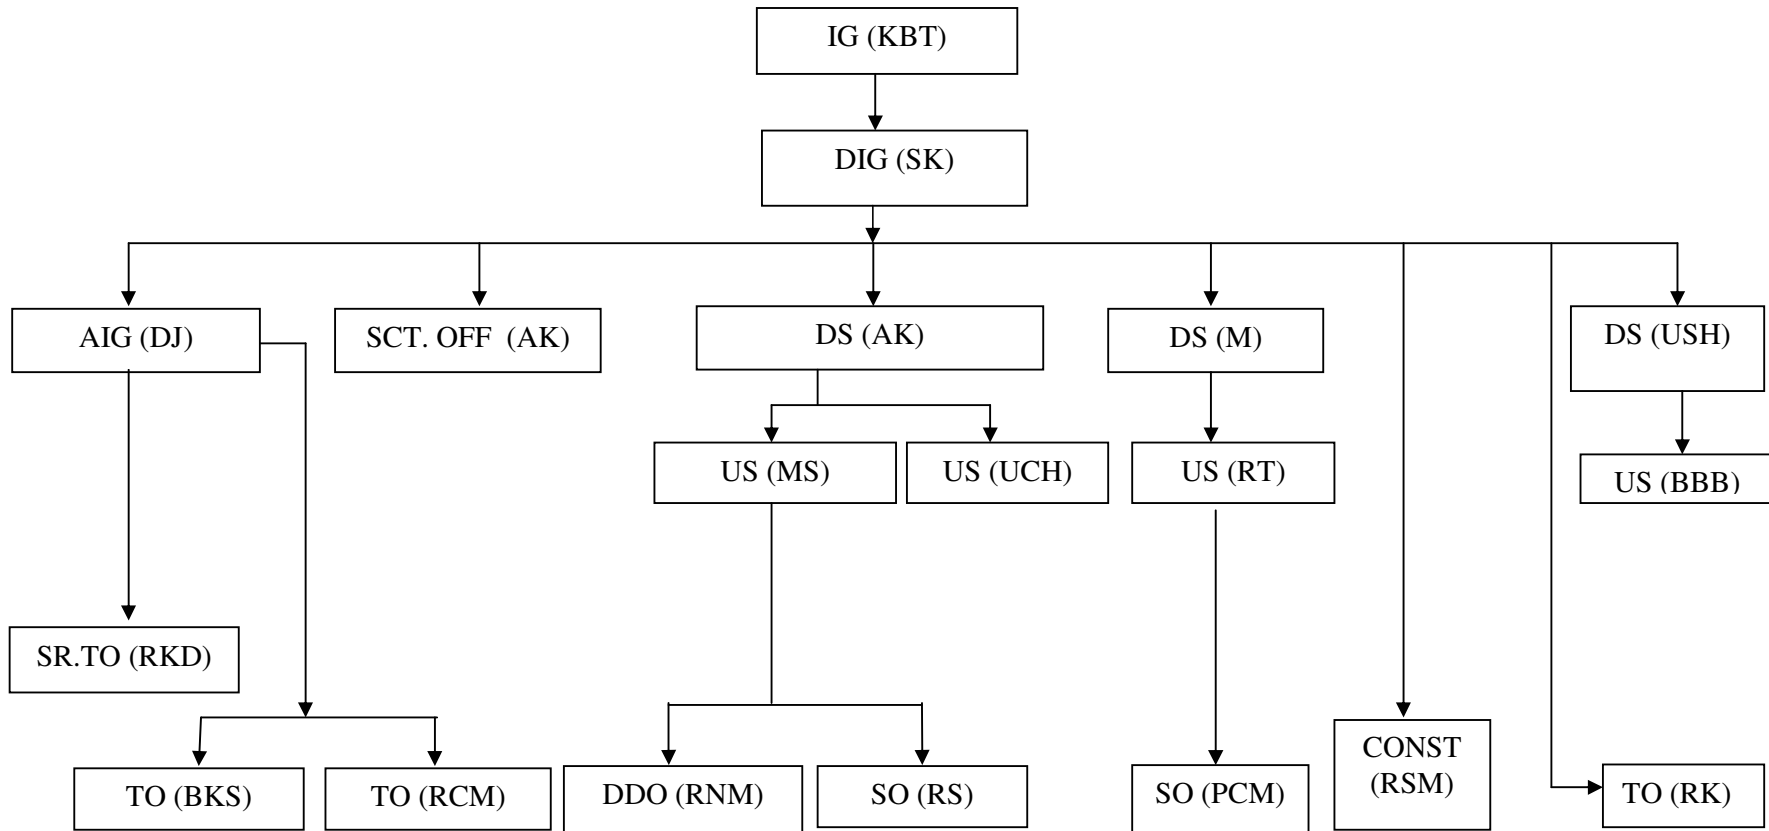 IG (KBT)
DIG (SK)
AIG (DJ)
SCT. OFF (AK)
DS (AK)
DS (M)
DS (USH)
US (MS)
US (UCH)
US (RT)
US (BBB)
SR.TO (RKD)
TO (BKS)
TO (RCM)
DDO (RNM)
SO (RS)
SO (PCM)
CONST
(RSM)
TO (RK)